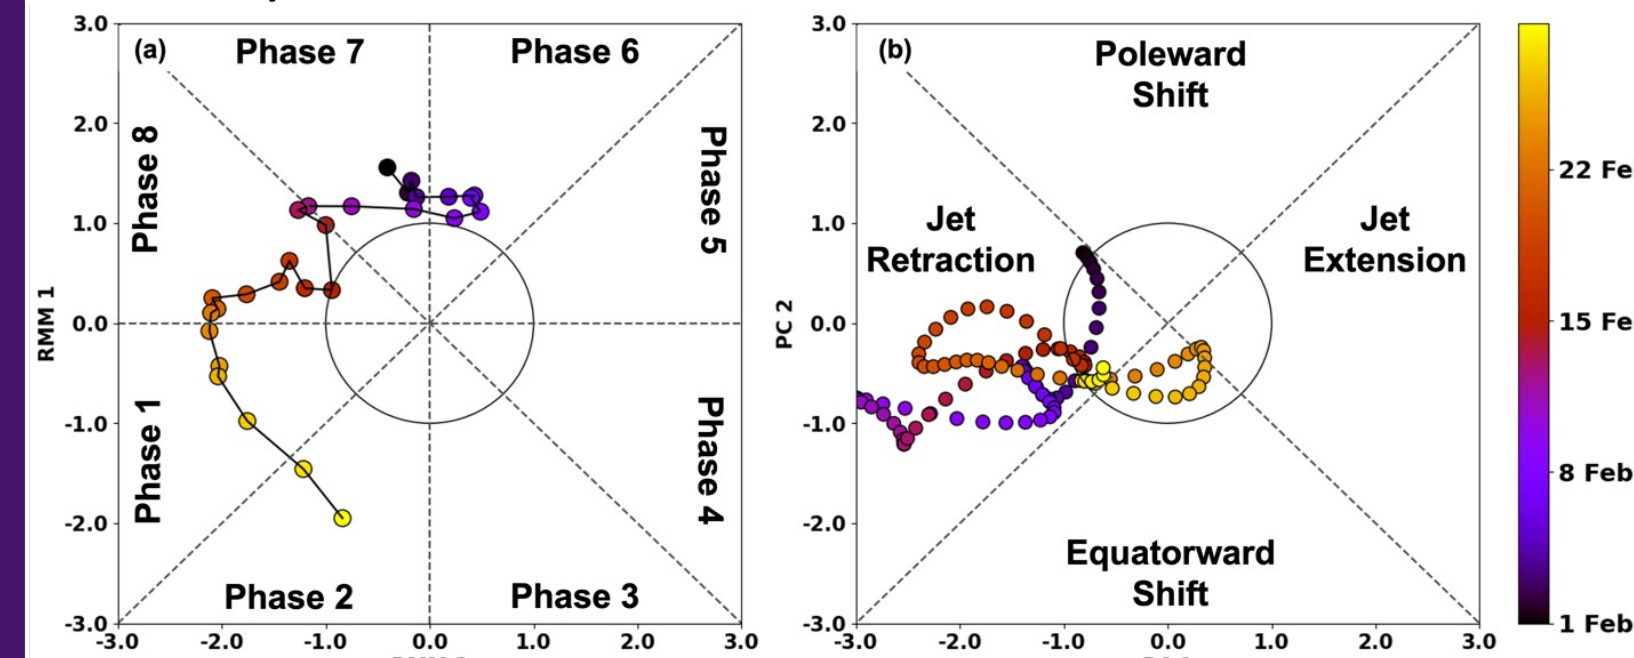 (a)
Phase 7
Phase 6
Phase 8
Phase 5
Phase 1
Phase 4
Phase 2
Phase 3
RMM 1
3.0
2.0
1.0
0.0
-1.0
-2.0
-3.0
-3.0 -2.0 -1.0 0.0 1.0 2.0 3.0
(b)
Poleward
Shift
Jet
Retraction
Jet
Extension
Equatorward
Shift
PC 2
3.0
2.0
1.0
0.0
-1.0
-2.0
-3.0
-3.0 -2.0 -1.0 0.0 1.0 2.0 3.0
22 Fe
15 Fe
8 Feb
1 Feb